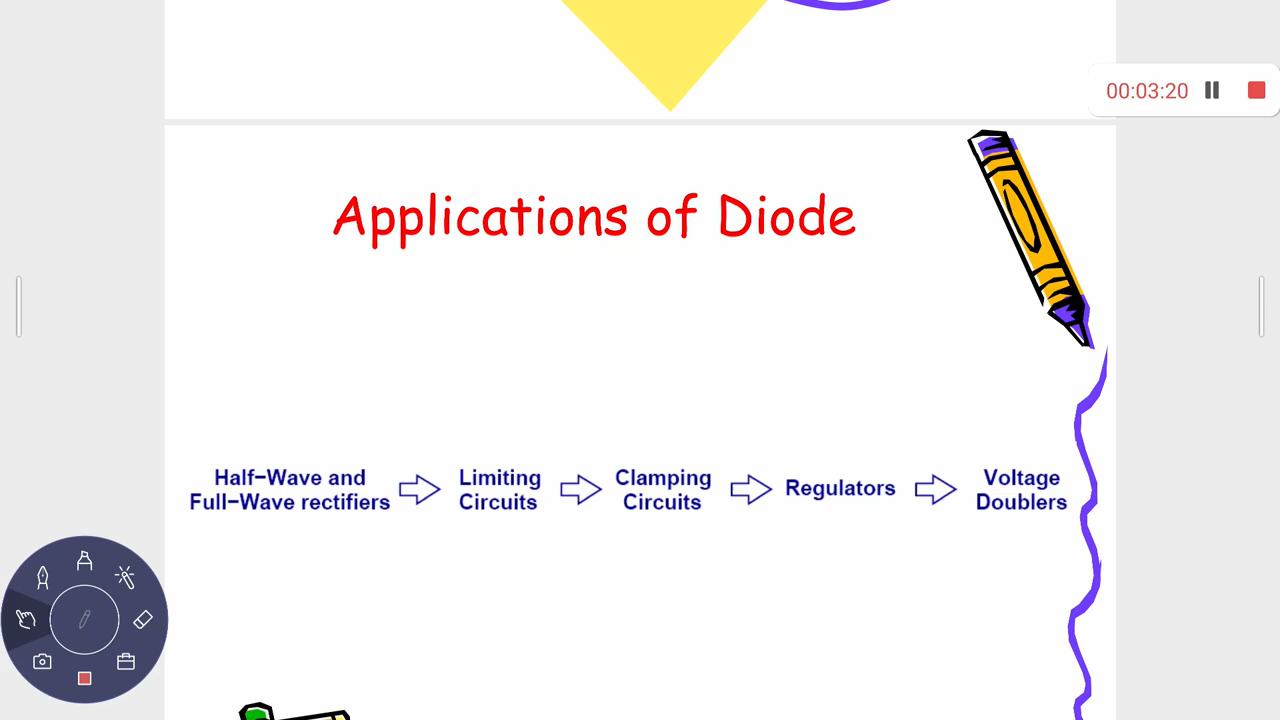 00:03:20
Applications of Diode
Half-Wave and
Full-Wave rectifiers
Limiting
Circuits
Clamping
Circuits
Regulators
Voltage
Doublers